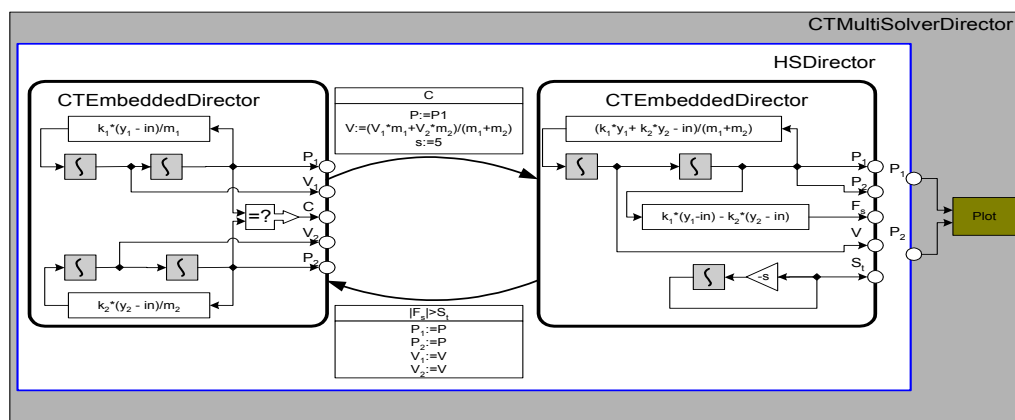 CTMultiSolverDirector
HSDirector
CTEmbeddedDirector
k₁*(y₁ - in)/m₁
∫ ∫
P₁
V₁
=?
C
V₂
∫ ∫
P₂
k₂*(y₂ - in)/m₂
C
P:=P1
V:=(V₁*m₁+V₂*m₂)/(m₁+m₂)
s:=5
|Fₛ|>Sₜ
P₁:=P
P₂:=P
V₁:=V
V₂:=V
CTEmbeddedDirector
(k₁*y₁+ k₂*y₂ - in)/(m₁+m₂)
∫ ∫
P₁
P₂
k₁*(y₁-in) - k₂*(y₂ - in)
Fₛ
V
∫ -s
Sₜ
P₁
P₂
Plot